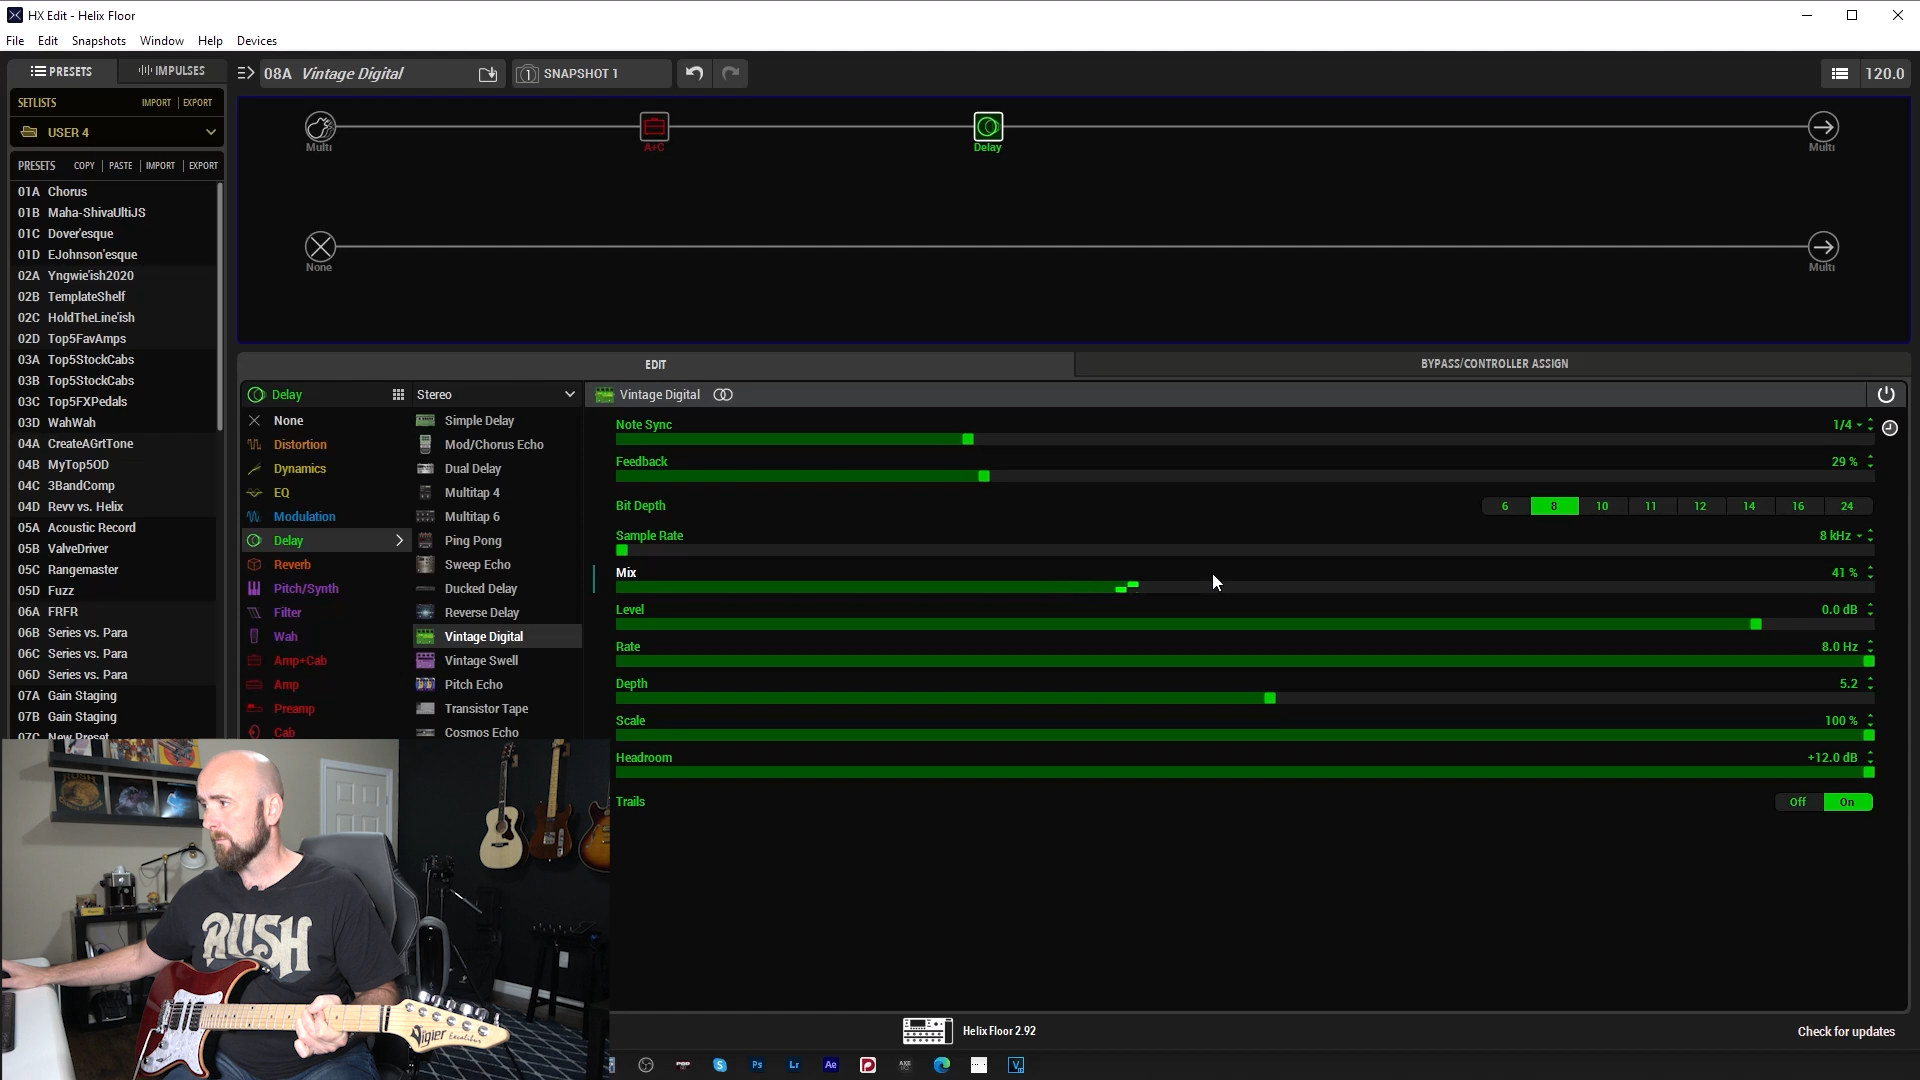 HX Edit - Helix Floor
File Edit Snapshots Window Help Devices
PRESETS IMPULSES
08A Vintage Digital
1 SNAPSHOT 1
120.0
SETLISTS IMPORT EXPORT
USER 4
PRESETS COPY PASTE IMPORT EXPORT
01A Chorus
01B Maha-ShivaUltiJS
01C Dover'esque
01D EJohnson'esque
02A Yngwie'ish2020
02B TemplateShelf
02C HoldTheLine'ish
02D Top5FavAmps
03A Top5StockCabs
03B Top5StockCabs
03C Top5FXPedals
03D WahWah
04A CreateAGrtTone
04B MyTop5OD
04C 3BandComp
04D Revv vs. Helix
05A Acoustic Record
05B ValveDriver
05C Rangemaster
05D Fuzz
06A FRFR
06B Series vs. Para
06C Series vs. Para
06D Series vs. Para
07A Gain Staging
07B Gain Staging
07C New Preset
Multi A+C Delay Multi
None Multi
EDIT BYPASS/CONTROLLER ASSIGN
Delay Stereo
None
Distortion
Dynamics
EQ
Modulation
Delay
Reverb
Pitch/Synth
Filter
Wah
Amp+Cab
Amp
Preamp
Cab
Simple Delay
Mod/Chorus Echo
Dual Delay
Multitap 4
Multitap 6
Ping Pong
Sweep Echo
Ducked Delay
Reverse Delay
Vintage Digital
Vintage Swell
Pitch Echo
Transistor Tape
Cosmos Echo
Vintage Digital
Note Sync 1/4
Feedback 29 %
Bit Depth 6 8 10 11 12 14 16 24
Sample Rate 8 kHz
Mix 41 %
Level 0.0 dB
Rate 8.0 Hz
Depth 5.2
Scale 100 %
Headroom +12.0 dB
Trails Off On
RUSH
Vigier Excalibur
Helix Floor 2.92
Check for updates
Ps Lr Ae